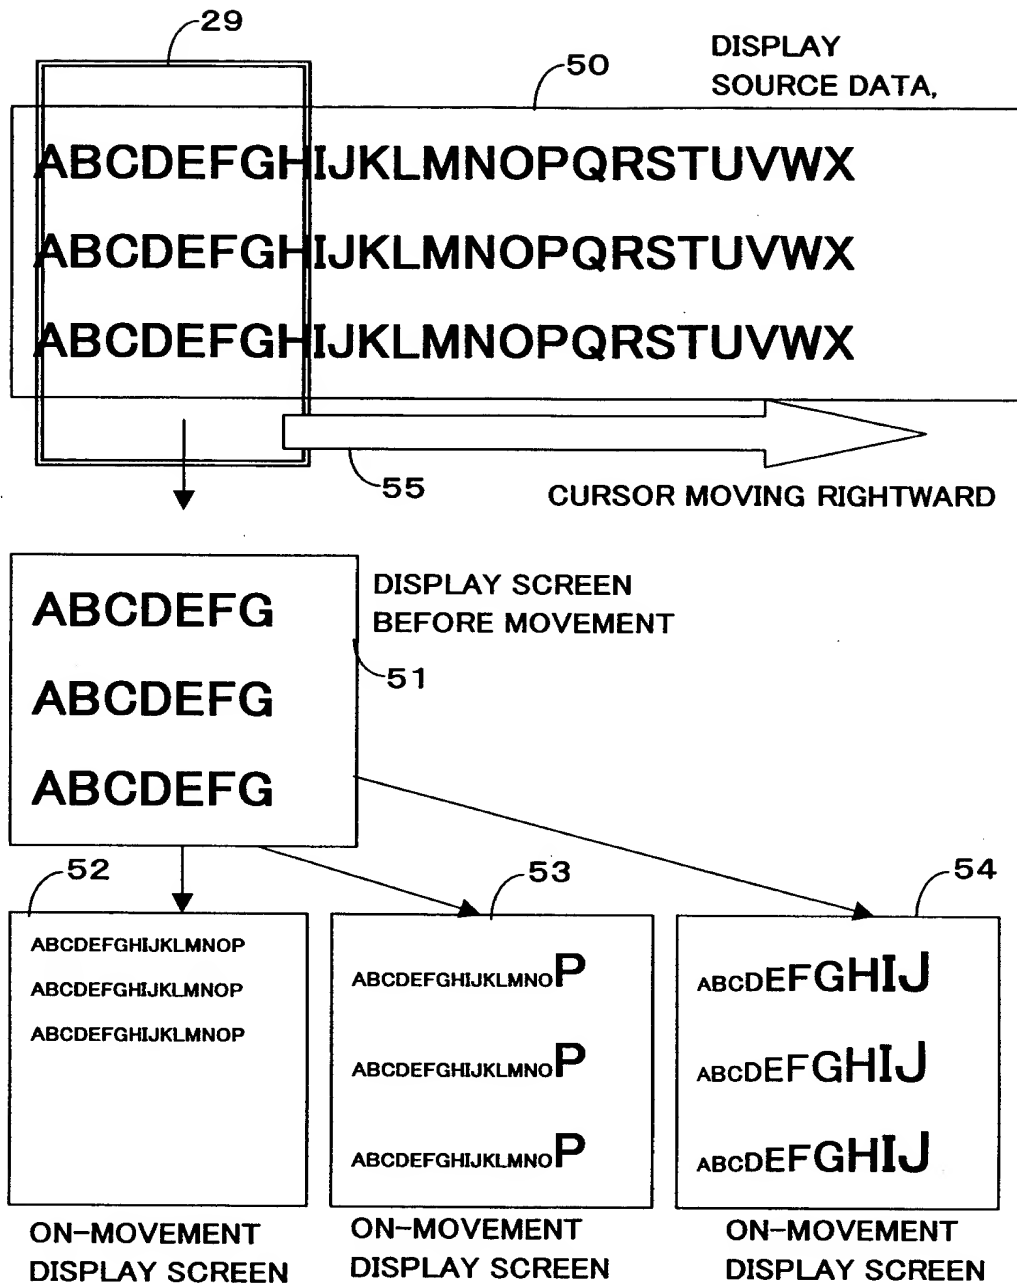 29
50
DISPLAY
SOURCE DATA,
ABCDEFGHIJKLMNOPQRSTUVWX
ABCDEFGHIJKLMNOPQRSTUVWX
ABCDEFGHIJKLMNOPQRSTUVWX
55
CURSOR MOVING RIGHTWARD
ABCDEFG
ABCDEFG
ABCDEFG
DISPLAY SCREEN
BEFORE MOVEMENT
51
52
ABCDEFGHIJKLMNOP
ABCDEFGHIJKLMNOP
ABCDEFGHIJKLMNOP
ON-MOVEMENT
DISPLAY SCREEN
53
ABCDEFGHIJKLMNOP
ABCDEFGHIJKLMNOP
ABCDEFGHIJKLMNOP
ON-MOVEMENT
DISPLAY SCREEN
54
ABCDEFGHIJ
ABCDEFGHIJ
ABCDEFGHIJ
ON-MOVEMENT
DISPLAY SCREEN